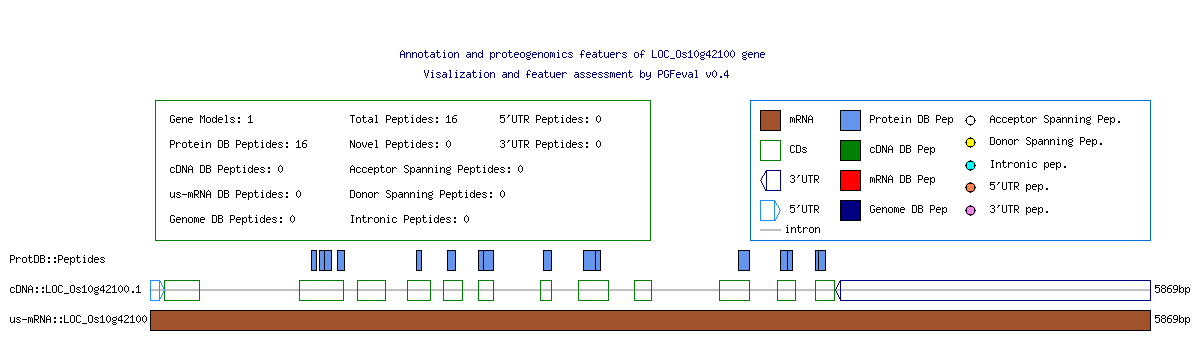 Annotation and proteogenomics featuers of LOC_Os10g42100 gene
Visalization and featuer assessment by PGFeval v0.4
Gene Models: 1
Total Peptides: 16
5'UTR Peptides: 0
Protein DB Peptides: 16
Novel Peptides: 0
3'UTR Peptides: 0
cDNA DB Peptides: 0
Acceptor Spanning Peptides: 0
us-mRNA DB Peptides: 0
Donor Spanning Peptides: 0
Genome DB Peptides: 0
Intronic Peptides: 0
mRNA
Protein DB Pep
Acceptor Spanning Pep.
CDs
cDNA DB Pep
Donor Spanning Pep.
3'UTR
mRNA DB Pep
Intronic pep.
5'UTR
Genome DB Pep
5'UTR pep.
3'UTR pep.
intron
ProtDB::Peptides
cDNA::LOC_Os10g42100.1
5869bp
us-mRNA::LOC_Os10g42100
5869bp